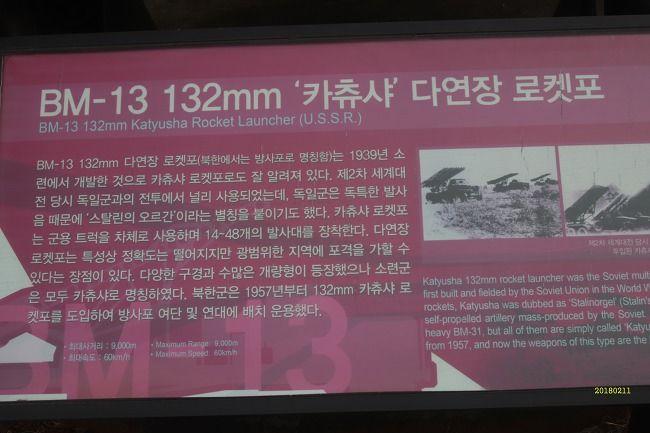 BM-13 132mm ‘카츄샤’ 다연장 로켓포
BM-13 132mm Katyusha Rocket Launcher (U.S.S.R.)
BM-13 132mm 다연장 로켓포(북한에서는 방사포로 명칭함)는 1939년 소
련에서 개발한 것으로 카츄샤 로켓포로도 잘 알려져 있다. 제2차 세계대
전 당시 독일군과의 전투에서 널리 사용되었는데, 독일군은 독특한 발사
음 때문에 ‘스탈린의 오르간’이라는 별칭을 붙이기도 했다. 카츄샤 로켓포
는 군용 트럭을 차체로 사용하며 14~48개의 발사대를 장착한다. 다연장
로켓포는 특성상 정확도는 떨어지지만 광범위한 지역에 포격을 가할 수
있다는 장점이 있다. 다양한 구경과 수많은 개량형이 등장했으나 소련군
은 모두 카츄샤로 명칭하였다. 북한군은 1957년부터 132mm 카츄샤 로
켓포를 도입하여 방사포 여단 및 연대에 배치 운용했다.
• 최대사거리 : 9,000m
• 최대속도 : 60km/h
• Maximum Range: 9,000m
• Maximum Speed: 60km/h
제2차 세계대전 당시
투입된 카츄
Katyusha 132mm rocket launcher was the Soviet mult
first built and fielded by the Soviet Union in the World W
rockets, Katyusha was dubbed as ‘Stalinorgel’ (Stalin's
self-propelled artillery mass-produced by the Soviet
heavy BM-31, but all of them are simply called ‘Katyu
from 1957, and now the weapons of this type are the
BM-13
20180211